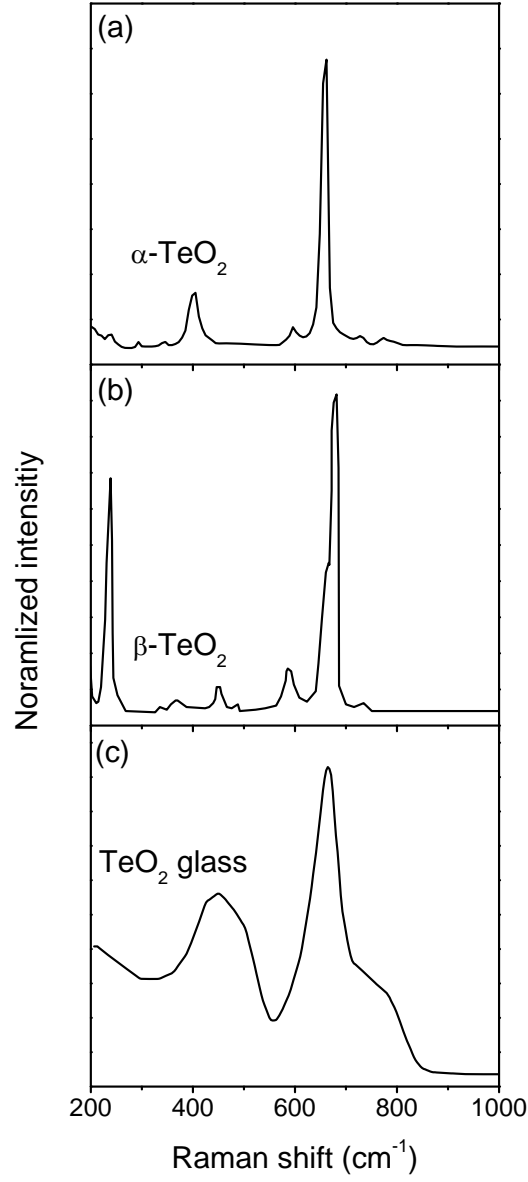 (a)
α-TeO₂
(b)
β-TeO₂
(c)
TeO₂ glass
Noramlized intensitiy
200 400 600 800 1000
Raman shift (cm⁻¹)